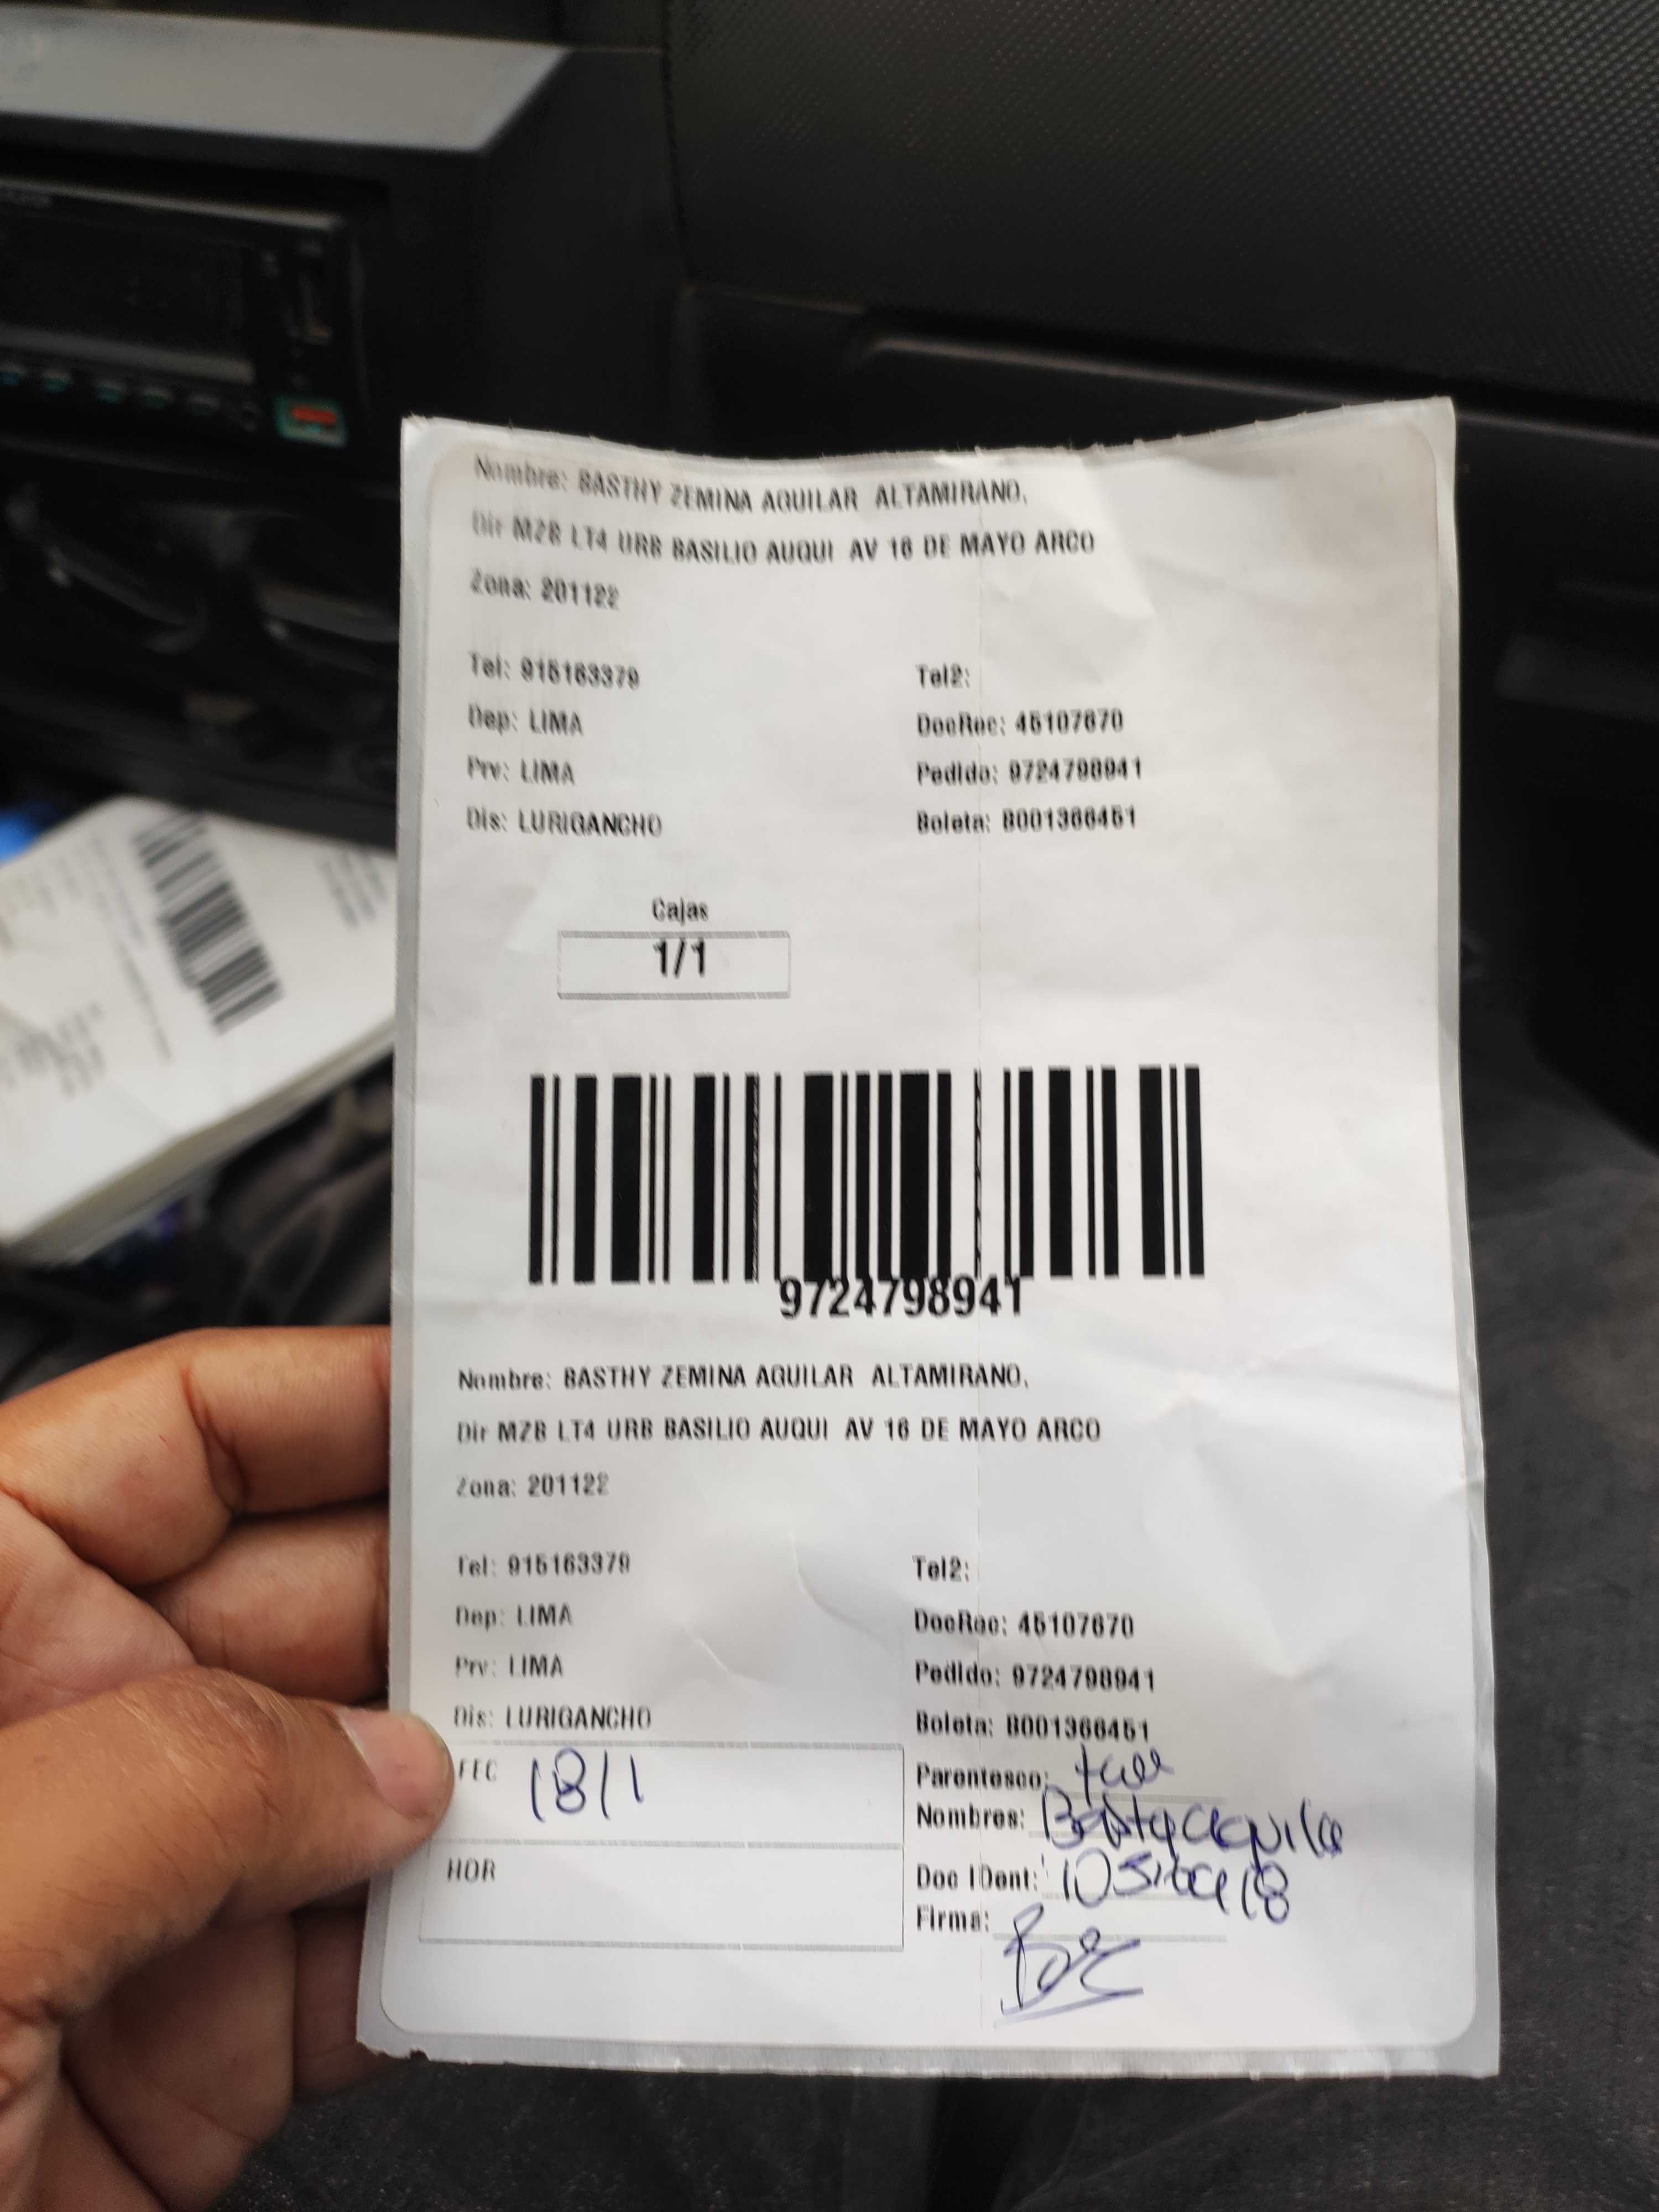 Nombre: BASTHY ZEMINA AGUILAR ALTAMIRANO,
Dir MZB LT4 URB BASILIO AUQUI AV 16 DE MAYO ARCO
Zona: 201122
Tel: 915163379 Tel2:
Dep: LIMA DocRec: 45107670
Prv: LIMA Pedido: 9724798941
Dis: LURIGANCHO Boleta: B001366451
Cajas
1/1
9724798941
Nombre: BASTHY ZEMINA AGUILAR ALTAMIRANO,
Dir MZB LT4 URB BASILIO AUQUI AV 16 DE MAYO ARCO
Zona: 201122
Tel: 915163379 Tel2:
Dep: LIMA DocRec: 45107670
Prv: LIMA Pedido: 9724798941
Dis: LURIGANCHO Boleta: B001366451
FEC 18/1 Parentesco:
Nombres:
HOR Doc IDent:
Firma: